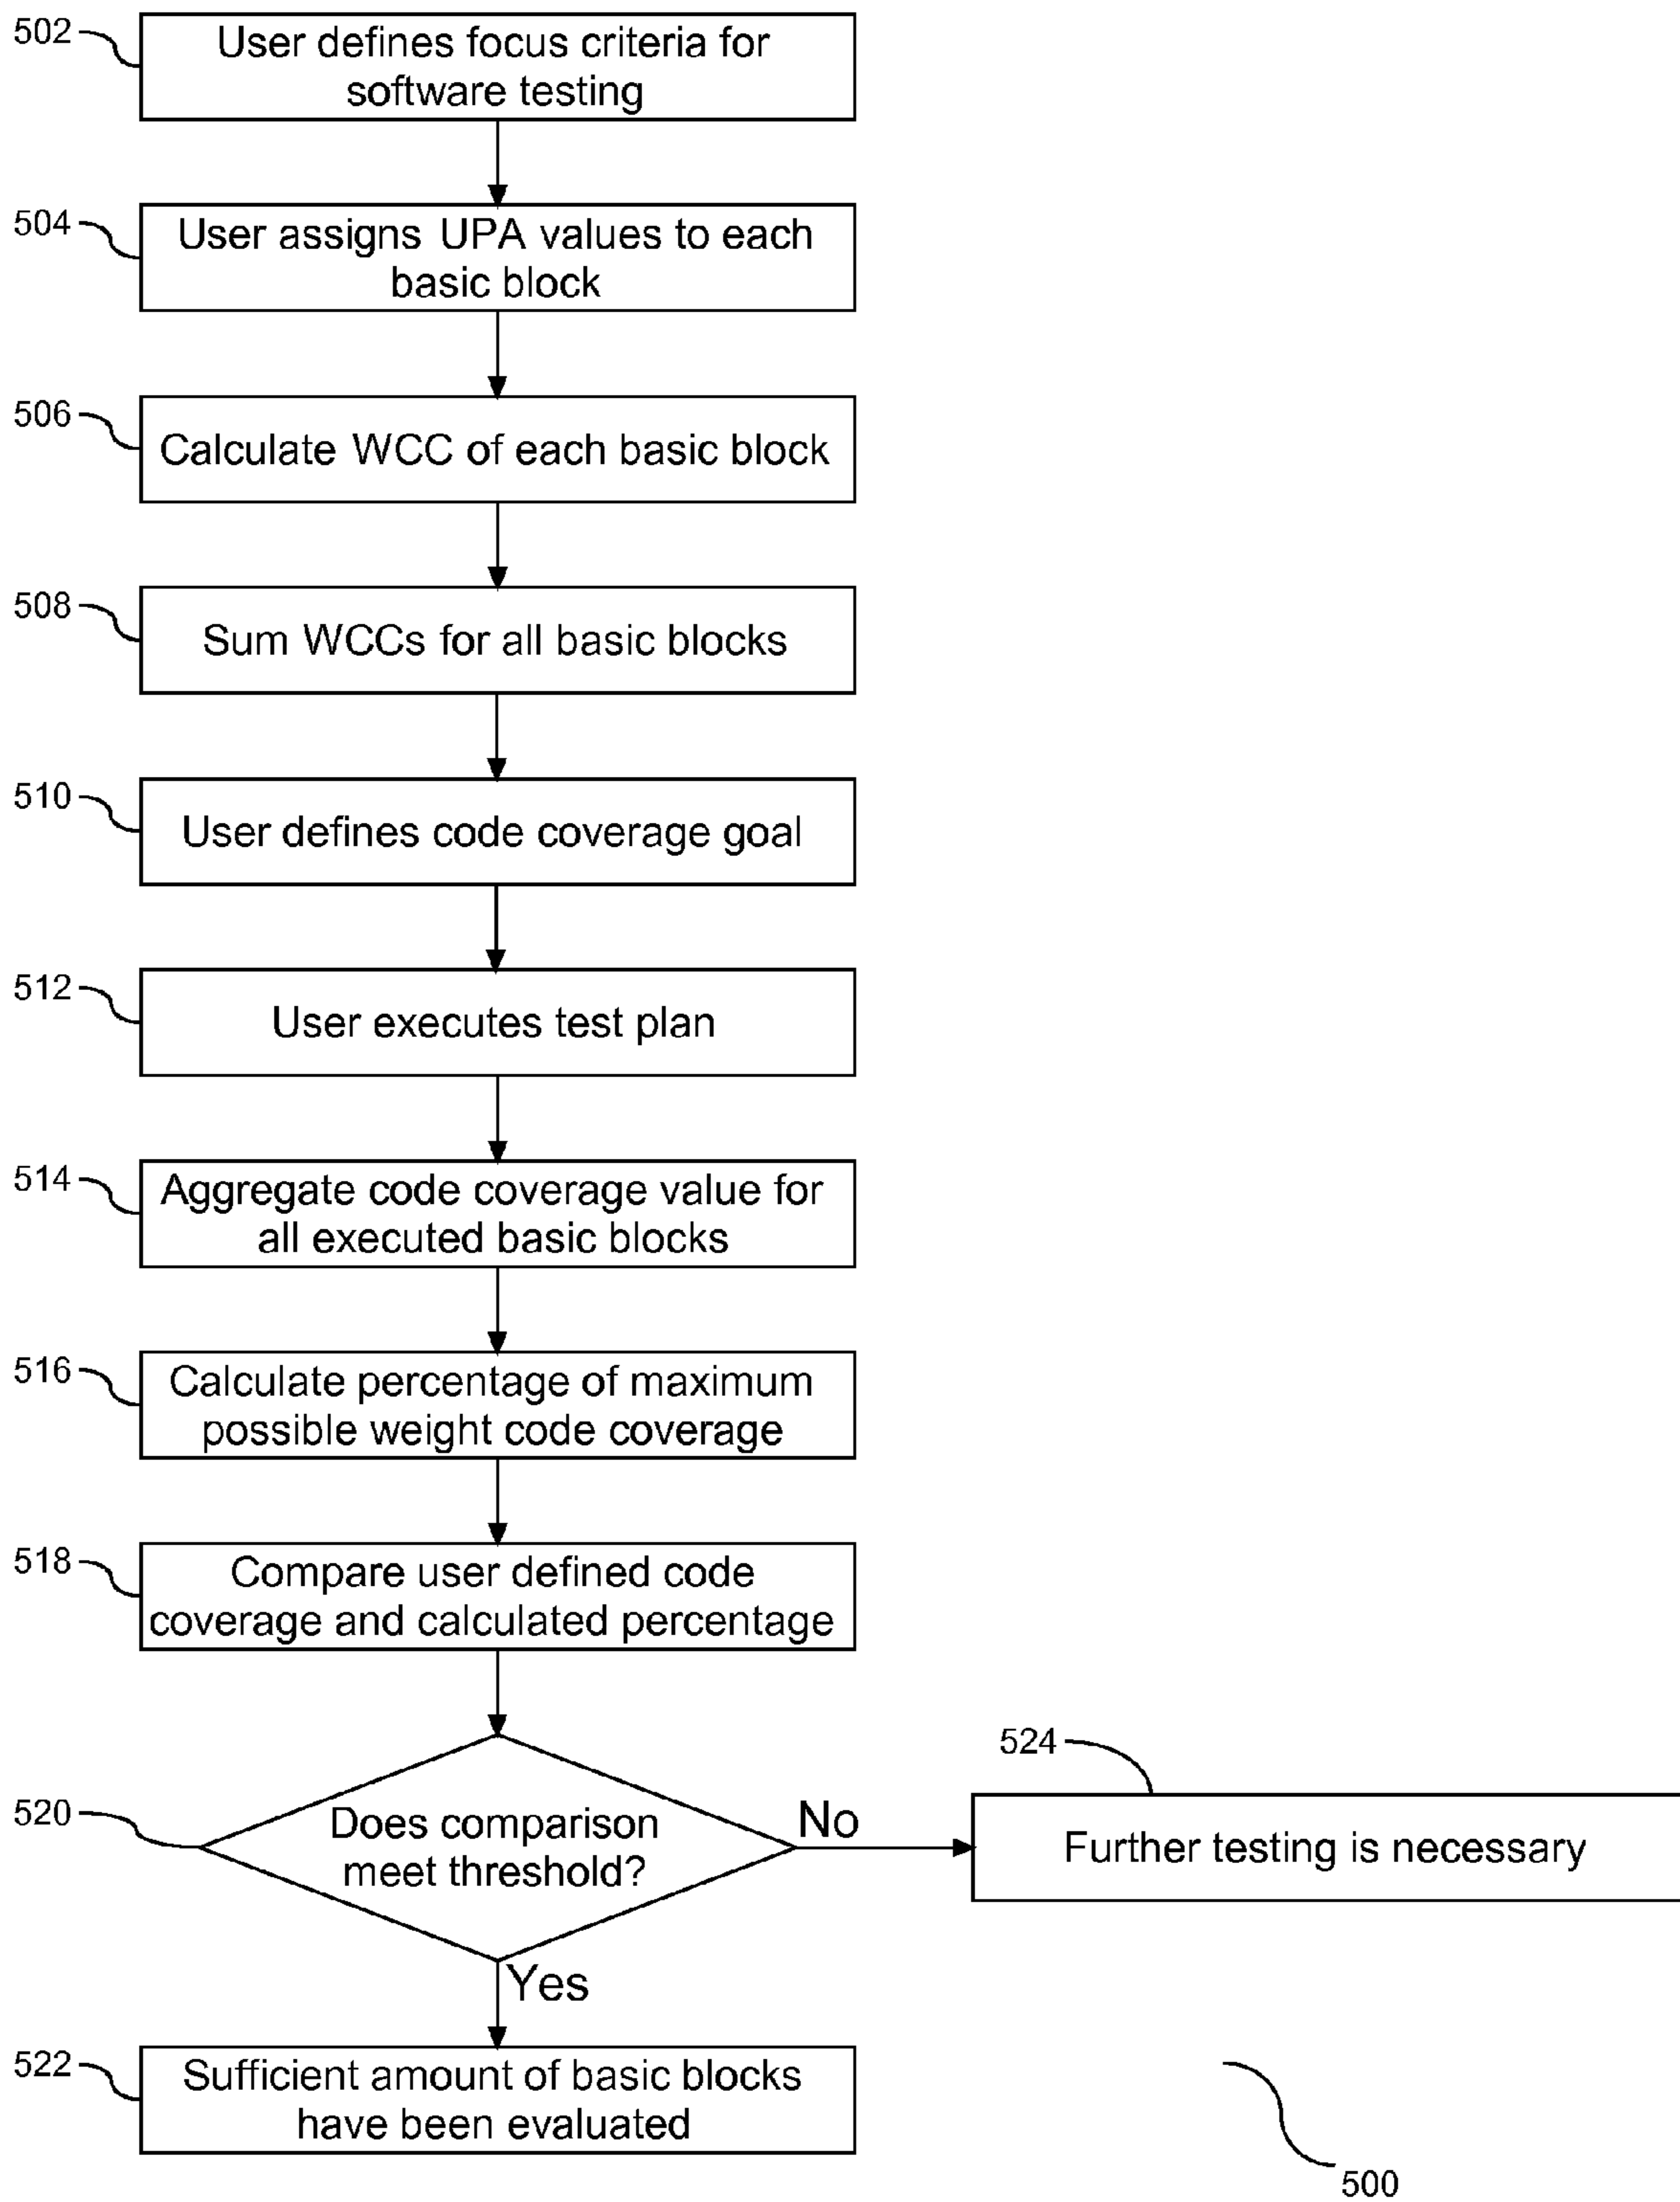 502
User defines focus criteria for
software testing
504
User assigns UPA values to each
basic block
506
Calculate WCC of each basic block
508
Sum WCCs for all basic blocks
510
User defines code coverage goal
512
User executes test plan
514
Aggregate code coverage value for
all executed basic blocks
516
Calculate percentage of maximum
possible weight code coverage
518
Compare user defined code
coverage and calculated percentage
520
Does comparison
meet threshold?
No
524
Further testing is necessary
Yes
522
Sufficient amount of basic blocks
have been evaluated
500